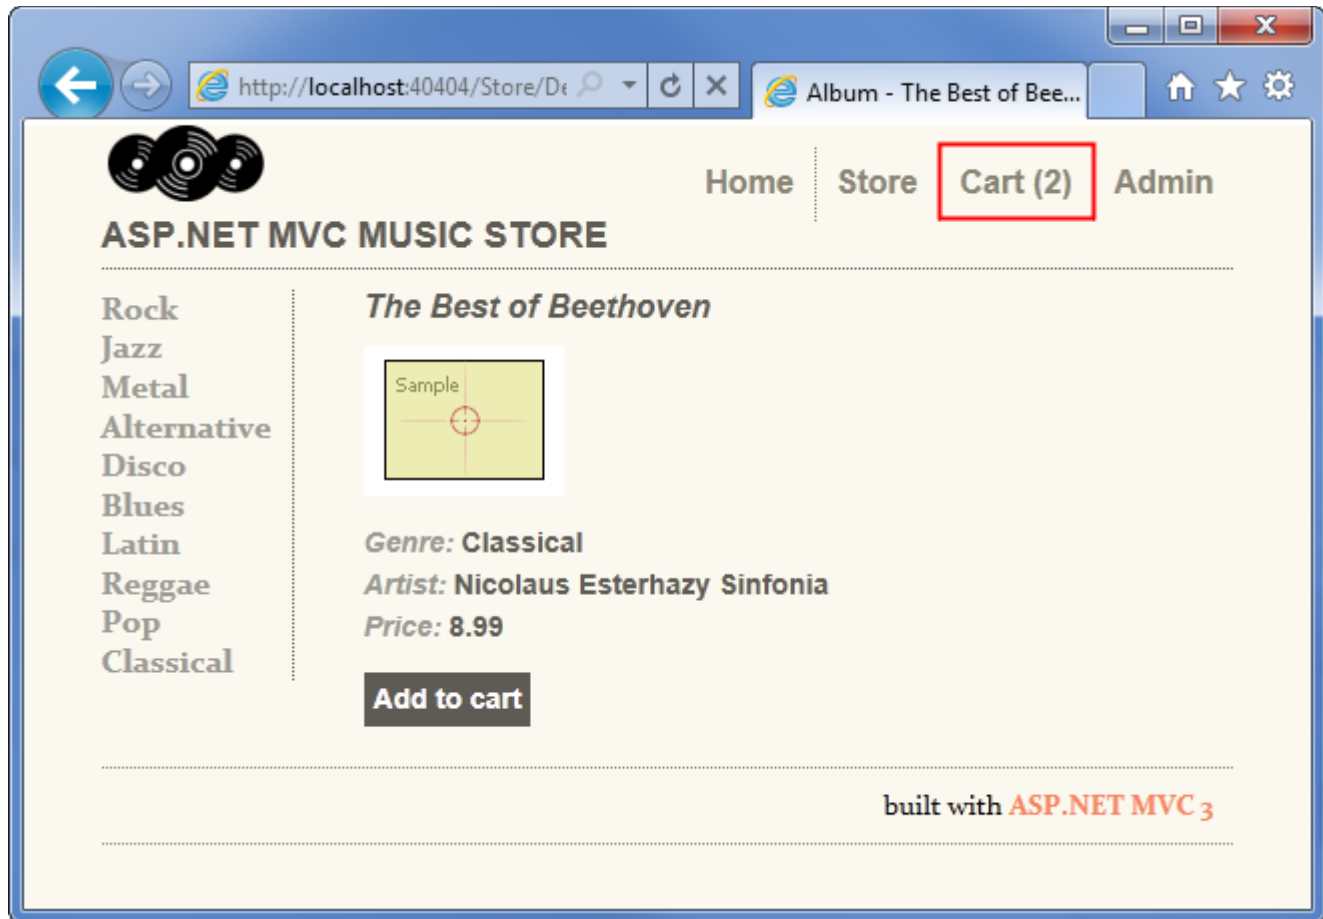 http://localhost:40404/Store/De
Album - The Best of Bee...
Home Store Cart (2) Admin
ASP.NET MVC MUSIC STORE
Rock
Jazz
Metal
Alternative
Disco
Blues
Latin
Reggae
Pop
Classical
The Best of Beethoven
Sample
Genre: Classical
Artist: Nicolaus Esterhazy Sinfonia
Price: 8.99
Add to cart
built with ASP.NET MVC 3